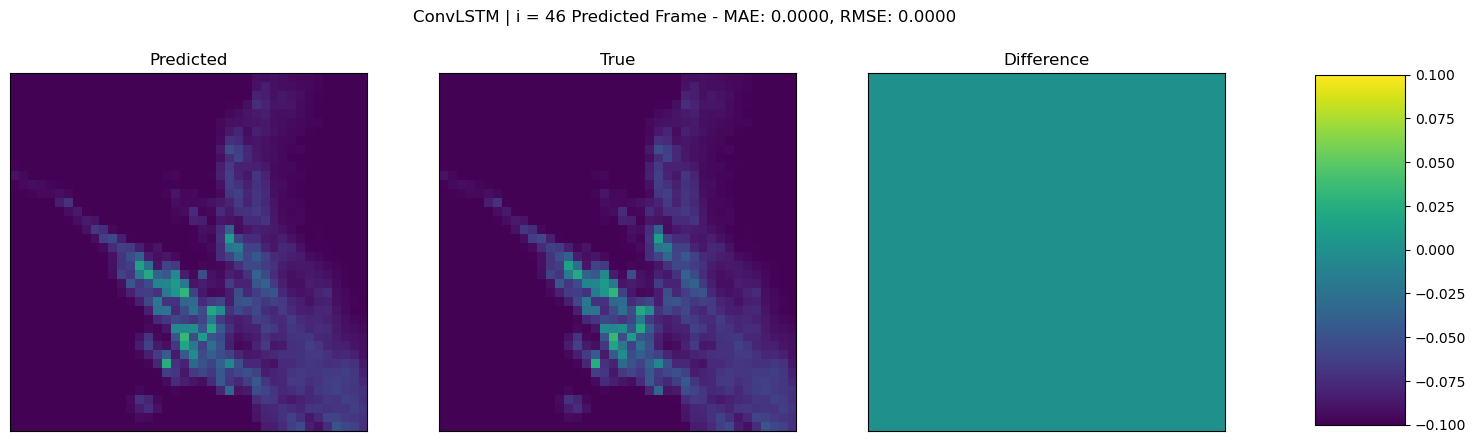 ConvLSTM | i = 46 Predicted Frame - MAE: 0.0000, RMSE: 0.0000
Predicted
True
Difference
0.100
0.075
0.050
0.025
0.000
−0.025
−0.050
−0.075
−0.100